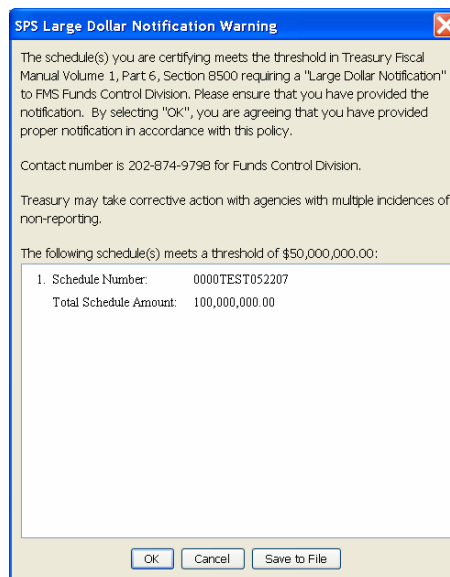 SPS Large Dollar Notification Warning
The schedule(s) you are certifying meets the threshold in Treasury Fiscal
Manual Volume 1, Part 6, Section 8500 requiring a "Large Dollar Notification"
to FMS Funds Control Division. Please ensure that you have provided the
notification. By selecting "OK", you are agreeing that you have provided
proper notification in accordance with this policy.
Contact number is 202-874-9798 for Funds Control Division.
Treasury may take corrective action with agencies with multiple incidences of
non-reporting.
The following schedule(s) meets a threshold of $50,000,000.00:
1. Schedule Number: 0000TEST052207
Total Schedule Amount: 100,000,000.00
OK Cancel Save to File